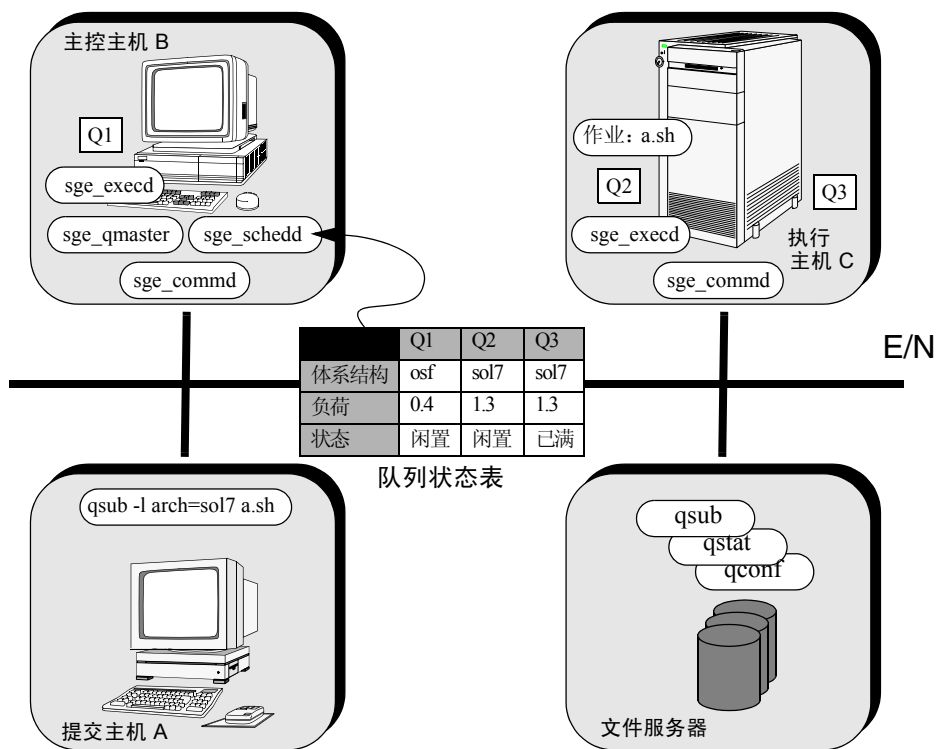 主控主机 B
Q1
sge_execd
sge_qmaster
sge_schedd
sge_commd
作业：a.sh
Q2
Q3
sge_execd
执行
主机 C
sge_commd
E/N
Q1 Q2 Q3
体系结构 osf sol7 sol7
负荷 0.4 1.3 1.3
状态 闲置 闲置 已满
队列状态表
qsub -l arch=sol7 a.sh
提交主机 A
qsub
qstat
qconf
文件服务器